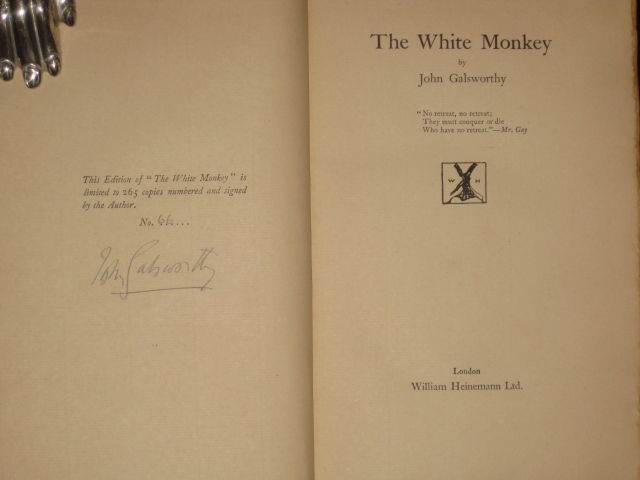 This Edition of "The White Monkey" is
limited to 265 copies numbered and signed
by the Author.
No. 64...
John Galsworthy
The White Monkey
by
John Galsworthy
"No retreat, no retreat;
They must conquer or die
Who have no retreat."—Mr. Gay
W H
London
William Heinemann Ltd.